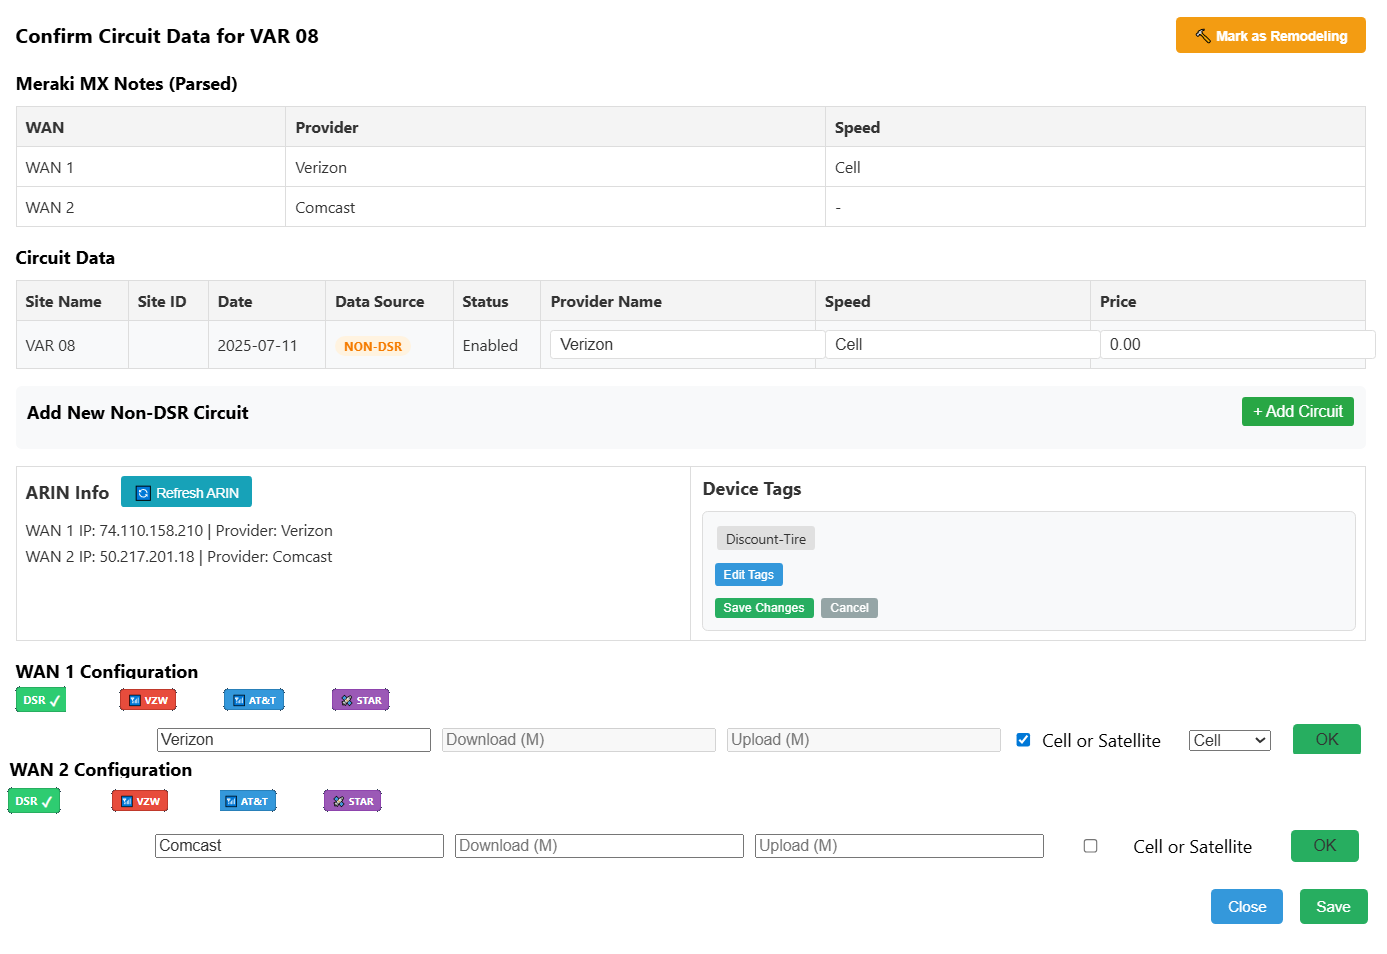 Confirm Circuit Data for VAR 08
Mark as Remodeling
Meraki MX Notes (Parsed)
WAN Provider Speed
WAN 1 Verizon Cell
WAN 2 Comcast -
Circuit Data
Site Name Site ID Date Data Source Status Provider Name Speed Price
VAR 08 2025-07-11 NON-DSR Enabled Verizon Cell 0.00
Add New Non-DSR Circuit
+ Add Circuit
ARIN Info Refresh ARIN
WAN 1 IP: 74.110.158.210 | Provider: Verizon
WAN 2 IP: 50.217.201.18 | Provider: Comcast
Device Tags
Discount-Tire
Edit Tags
Save Changes Cancel
WAN 1 Configuration
DSR ✓ VZW AT&T STAR
Verizon Download (M) Upload (M) Cell or Satellite Cell OK
WAN 2 Configuration
DSR ✓ VZW AT&T STAR
Comcast Download (M) Upload (M) Cell or Satellite OK
Close Save